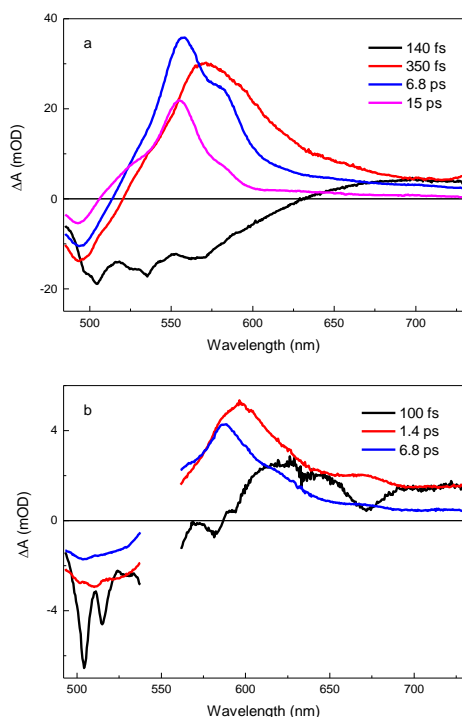 a
140 fs
350 fs
6.8 ps
15 ps
40
20
0
-20
ΔA (mOD)
500 550 600 650 700
Wavelength (nm)
b
100 fs
1.4 ps
6.8 ps
4
0
-4
ΔA (mOD)
500 550 600 650 700
Wavelength (nm)